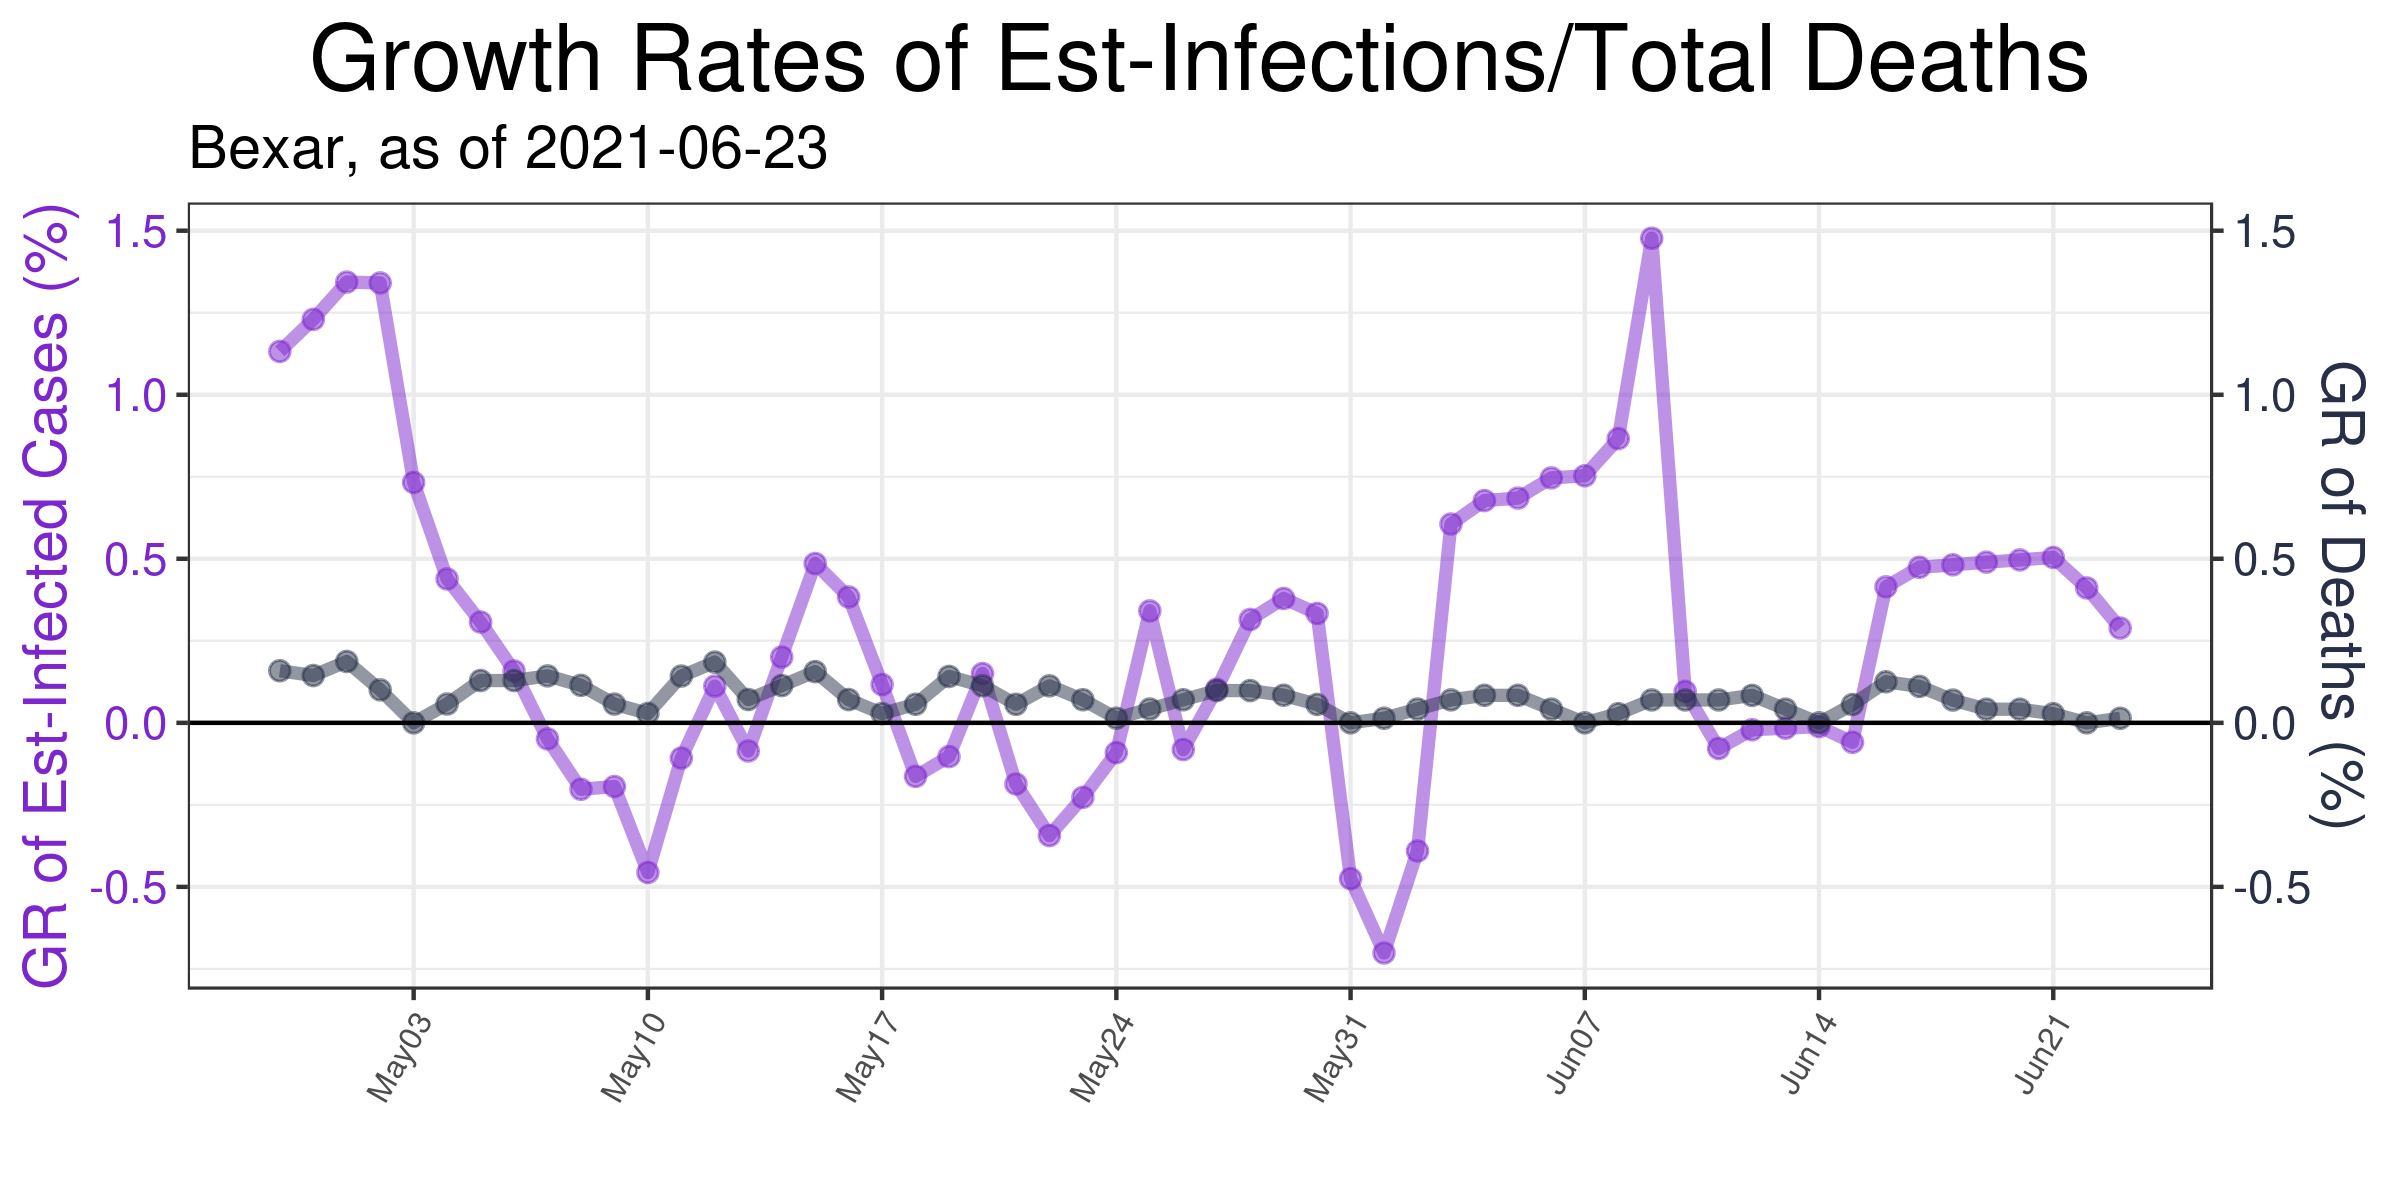 Growth Rates of Est-Infections/Total Deaths
Bexar, as of 2021-06-23
GR of Est-Infected Cases (%)
1.5
1.0
0.5
0.0
-0.5
1.5
1.0
0.5
0.0
-0.5
GR of Deaths (%)
May03
May10
May17
May24
May31
Jun07
Jun14
Jun21